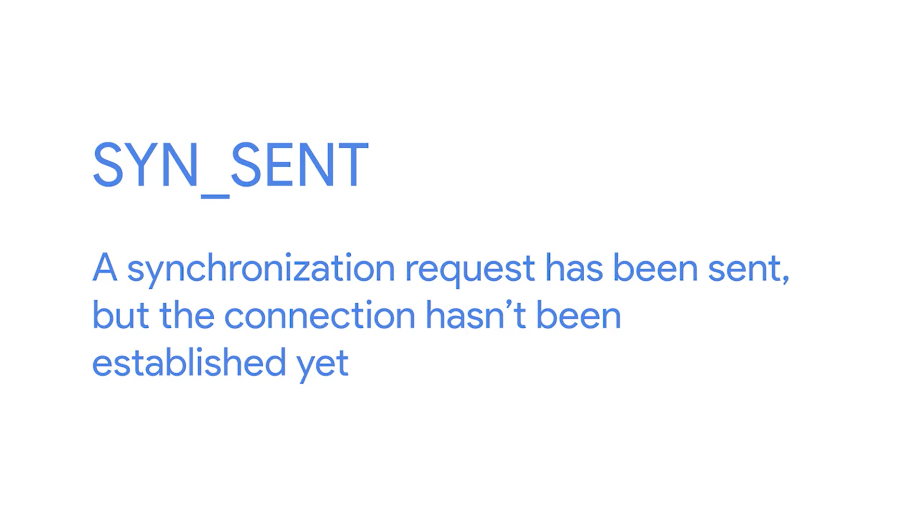 SYN_SENT
A synchronization request has been sent,
but the connection hasn’t been
established yet